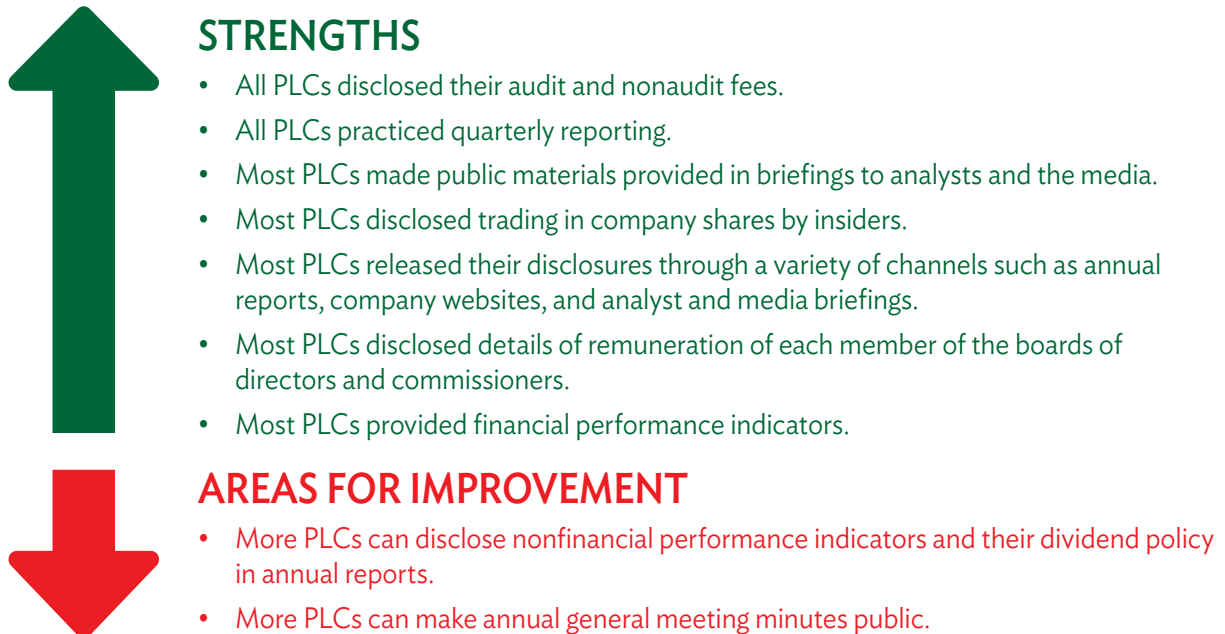 STRENGTHS
• All PLCs disclosed their audit and nonaudit fees.
• All PLCs practiced quarterly reporting.
• Most PLCs made public materials provided in briefings to analysts and the media.
• Most PLCs disclosed trading in company shares by insiders.
• Most PLCs released their disclosures through a variety of channels such as annual
reports, company websites, and analyst and media briefings.
• Most PLCs disclosed details of remuneration of each member of the boards of
directors and commissioners.
• Most PLCs provided financial performance indicators.
AREAS FOR IMPROVEMENT
• More PLCs can disclose nonfinancial performance indicators and their dividend policy
in annual reports.
• More PLCs can make annual general meeting minutes public.